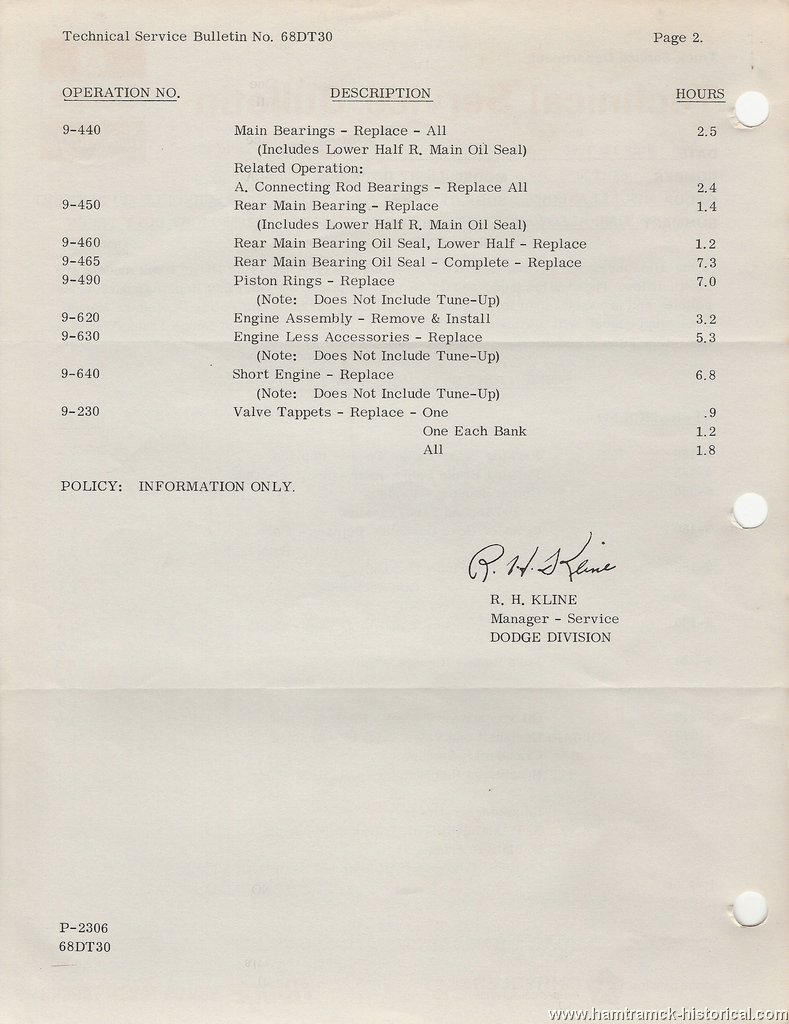 Technical Service Bulletin No. 68DT30 Page 2.
OPERATION NO. DESCRIPTION HOURS
9-440 Main Bearings - Replace - All 2.5
(Includes Lower Half R. Main Oil Seal)
Related Operation:
A. Connecting Rod Bearings - Replace All 2.4
9-450 Rear Main Bearing - Replace 1.4
(Includes Lower Half R. Main Oil Seal)
9-460 Rear Main Bearing Oil Seal, Lower Half - Replace 1.2
9-465 Rear Main Bearing Oil Seal - Complete - Replace 7.3
9-490 Piston Rings - Replace 7.0
(Note: Does Not Include Tune-Up)
9-620 Engine Assembly - Remove & Install 3.2
9-630 Engine Less Accessories - Replace 5.3
(Note: Does Not Include Tune-Up)
9-640 Short Engine - Replace 6.8
(Note: Does Not Include Tune-Up)
9-230 Valve Tappets - Replace - One .9
One Each Bank 1.2
All 1.8
POLICY: INFORMATION ONLY.
R. H. Kline
R. H. KLINE
Manager - Service
DODGE DIVISION
P-2306
68DT30
www.hamtramck-historical.com